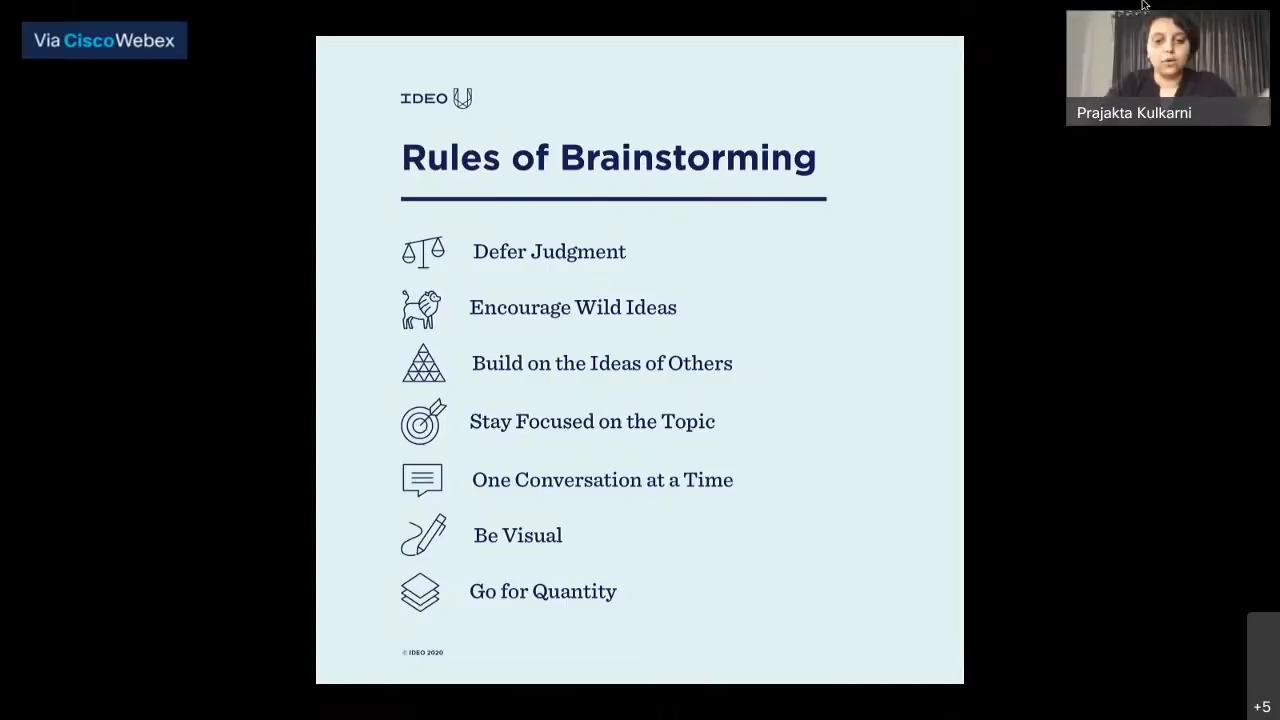 Via CiscoWebex
Prajakta Kulkarni
IDEO U
Rules of Brainstorming
Defer Judgment
Encourage Wild Ideas
Build on the Ideas of Others
Stay Focused on the Topic
One Conversation at a Time
Be Visual
Go for Quantity
© IDEO 2020
+5